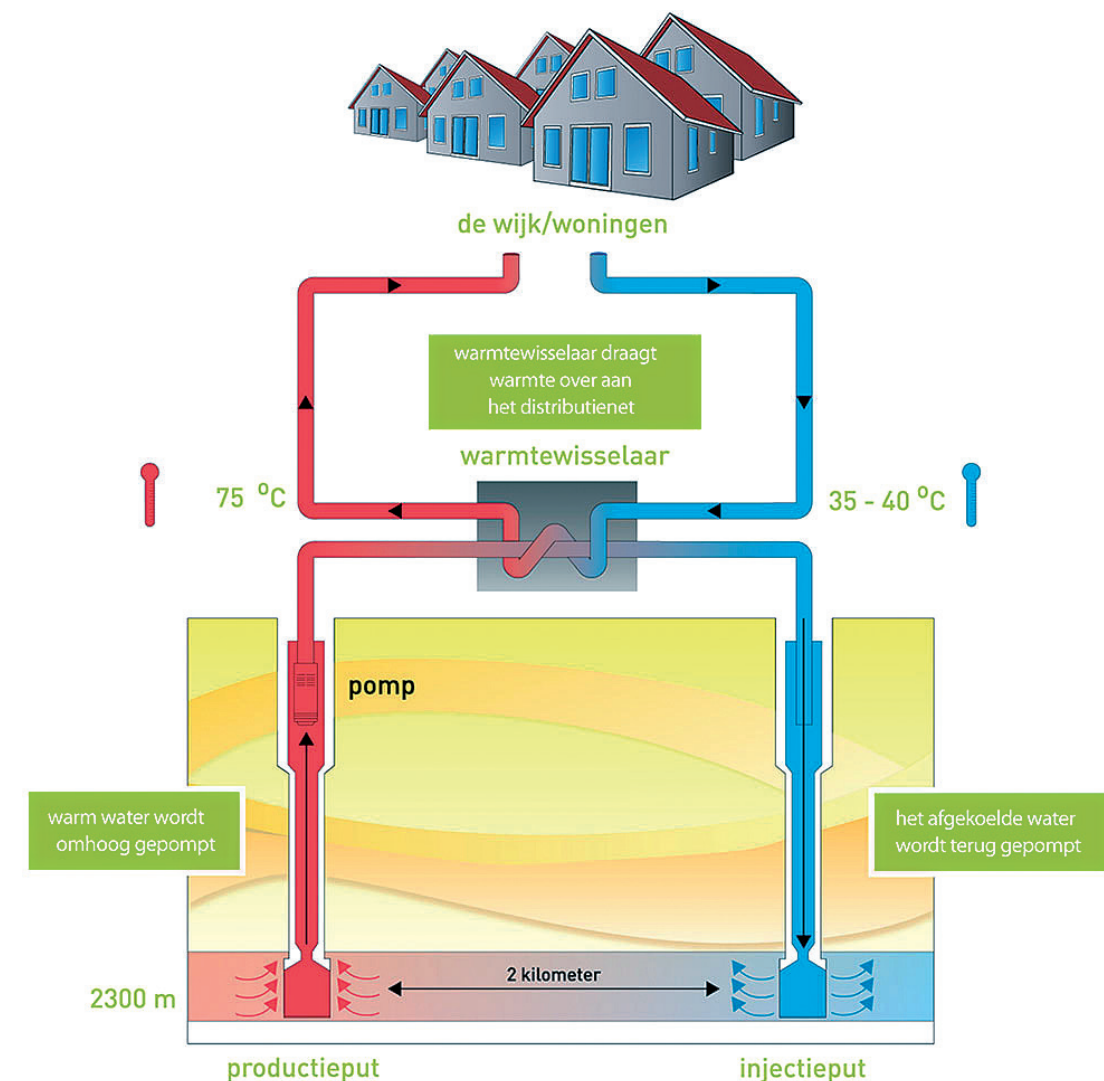 de wijk/woningen
warmtewisselaar draagt
warmte over aan
het distributienet
warmtewisselaar
75 °C
35 - 40 °C
pomp
warm water wordt
omhoog gepompt
het afgekoelde water
wordt terug gepompt
2 kilometer
2300 m
productieput
injectieput